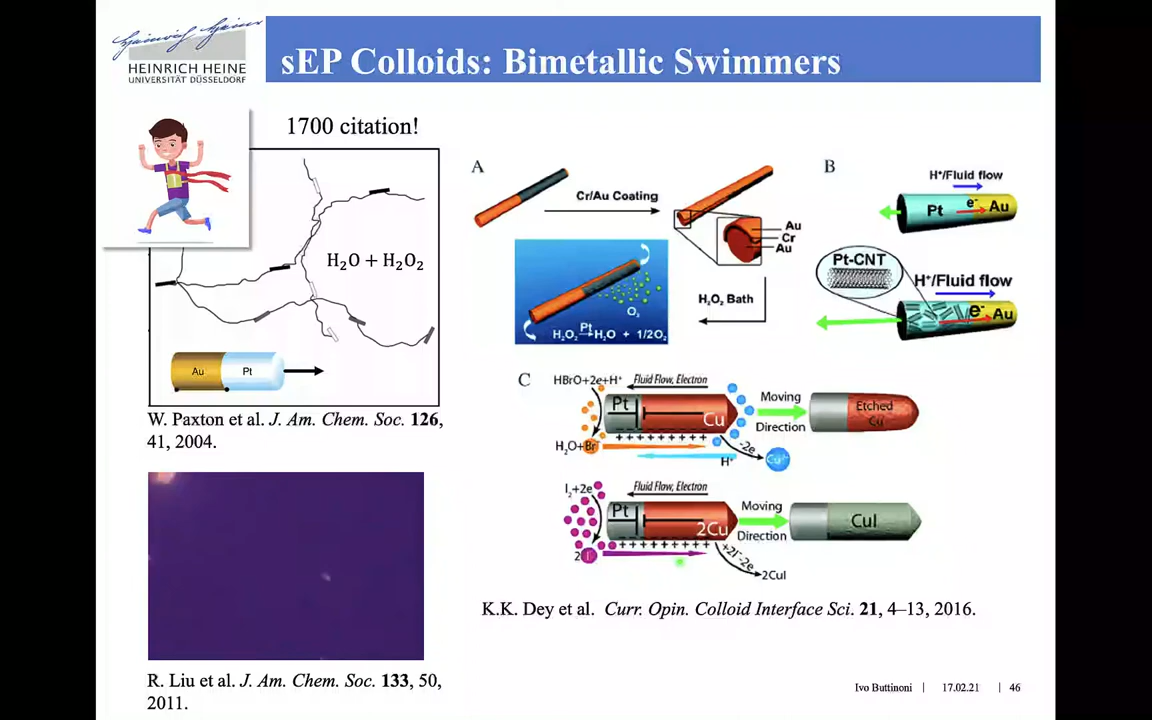 Heinrich Heine
HEINRICH HEINE
UNIVERSITÄT DÜSSELDORF
sEP Colloids: Bimetallic Swimmers
1700 citation!
H₂O + H₂O₂
Au
Pt
W. Paxton et al. J. Am. Chem. Soc. 126,
41, 2004.
R. Liu et al. J. Am. Chem. Soc. 133, 50,
2011.
A
Cr/Au Coating
Au
Cr
Au
H₂O₂ Bath
O₂
Pt
H₂O₂ → H₂O + 1/2O₂
B
H⁺/Fluid flow
Pt
e⁻
Au
Pt-CNT
H⁺/Fluid flow
e⁻
Au
C
HBrO+2e+H⁺
Fluid Flow, Electron
Pt
Cu
Moving
Direction
Etched
Cu
+ + + + + + + + +
H₂O+Br⁻
H⁺
-2e
I₂+2e
Fluid Flow, Electron
Pt
2Cu
Moving
Direction
CuI
+ + + + + + + + +
+2I⁻-2e
2CuI
K.K. Dey et al. Curr. Opin. Colloid Interface Sci. 21, 4–13, 2016.
Ivo Buttinoni | 17.02.21 | 46